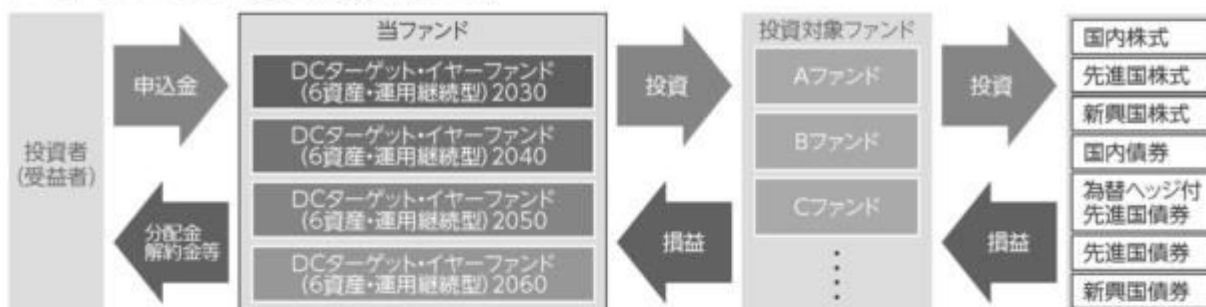 投資者
(受益者)
申込金
分配金
解約金等
当ファンド
DCターゲット・イヤーファンド
(6資産・運用継続型)2030
DCターゲット・イヤーファンド
(6資産・運用継続型)2040
DCターゲット・イヤーファンド
(6資産・運用継続型)2050
DCターゲット・イヤーファンド
(6資産・運用継続型)2060
投資
損益
投資対象ファンド
Aファンド
Bファンド
Cファンド
投資
損益
国内株式
先進国株式
新興国株式
国内債券
為替ヘッジ付
先進国債券
先進国債券
新興国債券